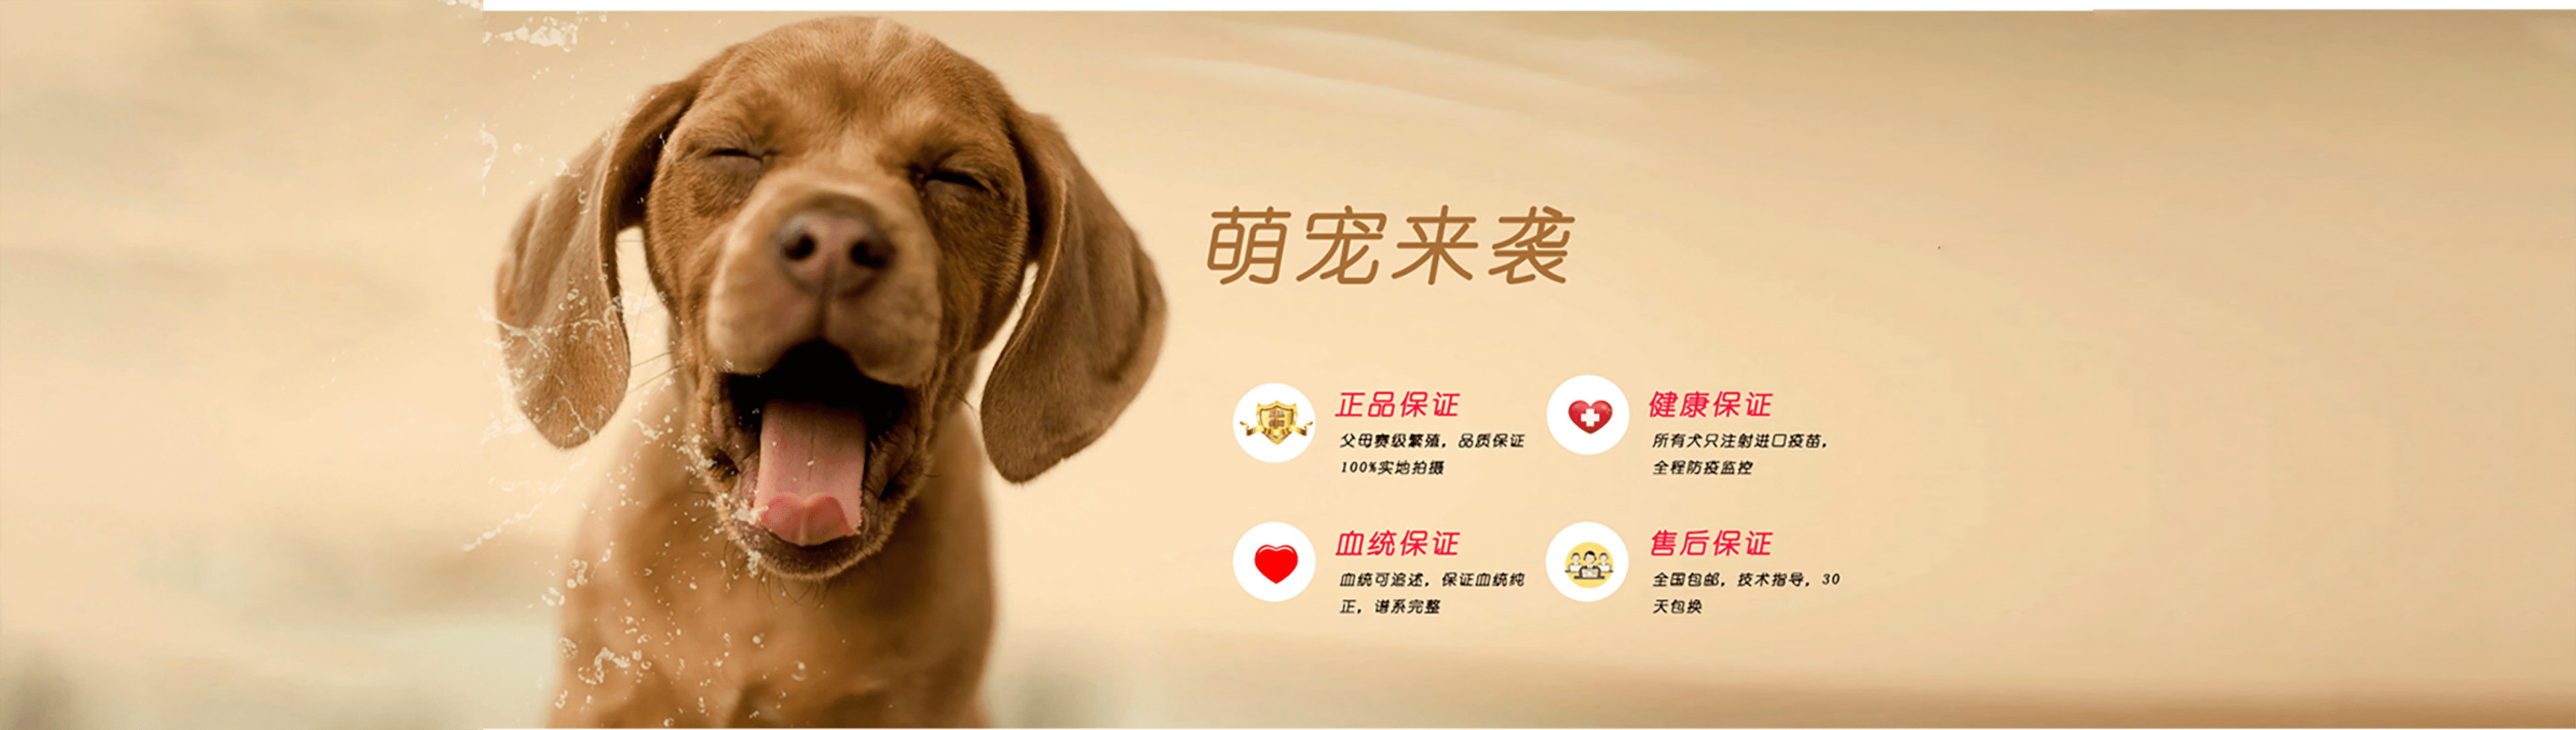 萌宠来袭
正品保证
父母赛级繁殖，品质保证
100%实地拍摄
健康保证
所有犬只注射进口疫苗，
全程防疫监控
血统保证
血统可追述，保证血统纯
正，谱系完整
售后保证
全国包邮，技术指导，30
天包换